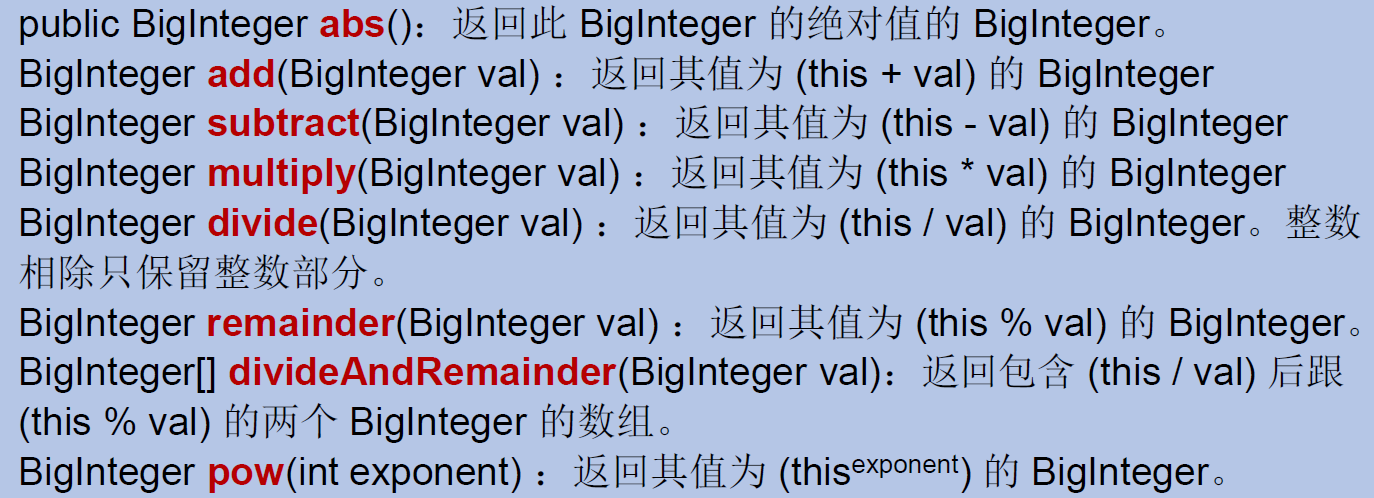 public BigInteger abs()：返回此 BigInteger 的绝对值的 BigInteger。
BigInteger add(BigInteger val) ：返回其值为 (this + val) 的 BigInteger
BigInteger subtract(BigInteger val) ：返回其值为 (this - val) 的 BigInteger
BigInteger multiply(BigInteger val) ：返回其值为 (this * val) 的 BigInteger
BigInteger divide(BigInteger val) ：返回其值为 (this / val) 的 BigInteger。整数
相除只保留整数部分。
BigInteger remainder(BigInteger val) ：返回其值为 (this % val) 的 BigInteger。
BigInteger[] divideAndRemainder(BigInteger val)：返回包含 (this / val) 后跟
(this % val) 的两个 BigInteger 的数组。
BigInteger pow(int exponent) ：返回其值为 (thisexponent) 的 BigInteger。